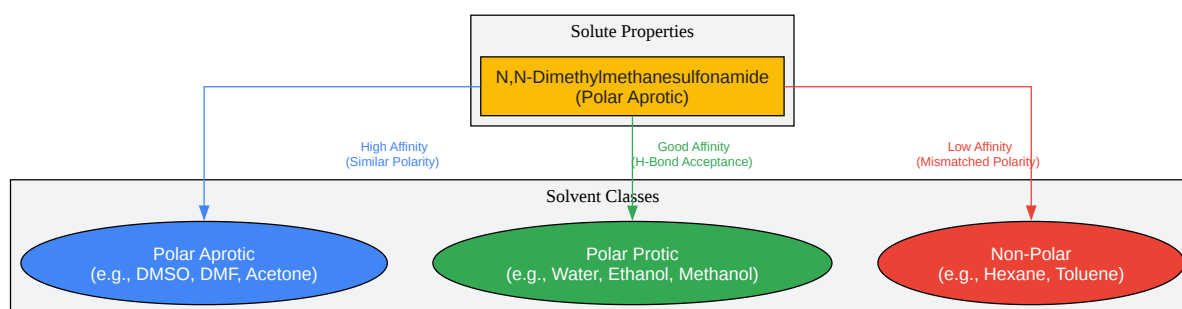 Solute Properties
N,N-Dimethylmethanesulfonamide
(Polar Aprotic)
High Affinity
(Similar Polarity)
Good Affinity
(H-Bond Acceptance)
Low Affinity
(Mismatched Polarity)
Solvent Classes
Polar Aprotic
(e.g., DMSO, DMF, Acetone)
Polar Protic
(e.g., Water, Ethanol, Methanol)
Non-Polar
(e.g., Hexane, Toluene)